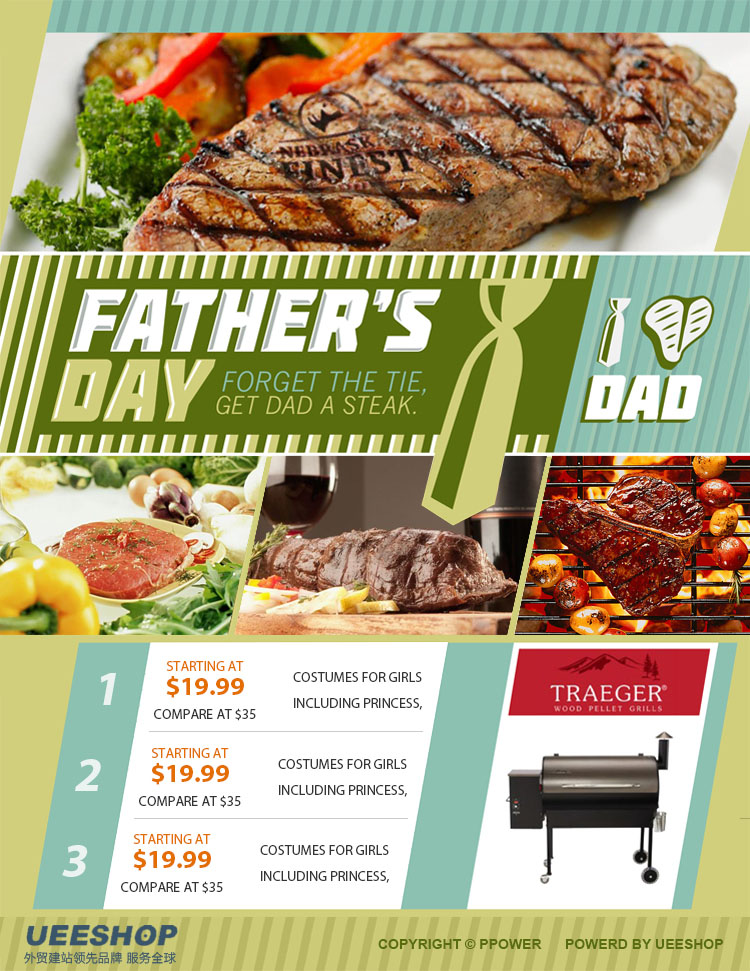 NEBRASKA
FINEST
FATHER'S
DAY
FORGET THE TIE,
GET DAD A STEAK.
DAD
1
STARTING AT
$19.99
COMPARE AT $35
COSTUMES FOR GIRLS
INCLUDING PRINCESS,
2
STARTING AT
$19.99
COMPARE AT $35
COSTUMES FOR GIRLS
INCLUDING PRINCESS,
3
STARTING AT
$19.99
COMPARE AT $35
COSTUMES FOR GIRLS
INCLUDING PRINCESS,
TRAEGER®
WOOD PELLET GRILLS
UEESHOP
外贸建站领先品牌 服务全球
COPYRIGHT © PPOWER POWERD BY UEESHOP